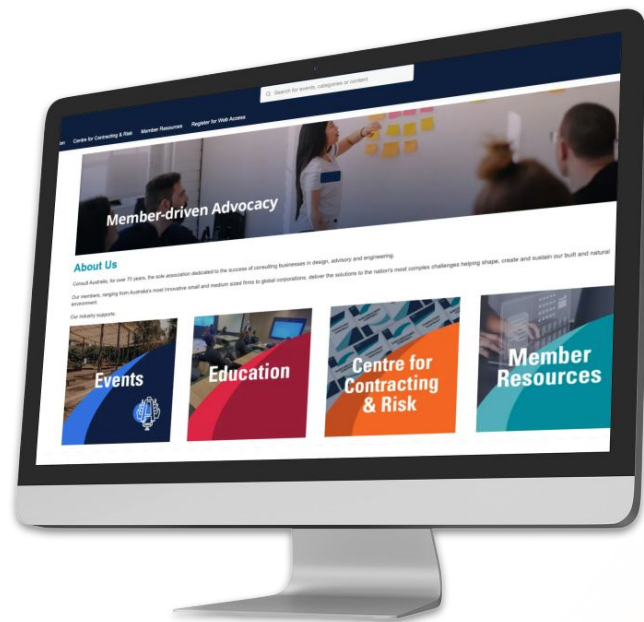 Search for events, categories or content
Centre for Contracting & Risk Member Resources Register for Web Access
Member-driven Advocacy
About Us
Consult Australia, for over 70 years, the sole association dedicated to the success of consulting businesses in design, advisory and engineering.
Our members, ranging from Australia's most innovative small and medium sized firms to global corporations, deliver the solutions to the nation's most complex challenges helping shape, create and sustain our built and natural
environment.
Our industry supports:
Events
Education
Centre for
Contracting
& Risk
Member
Resources